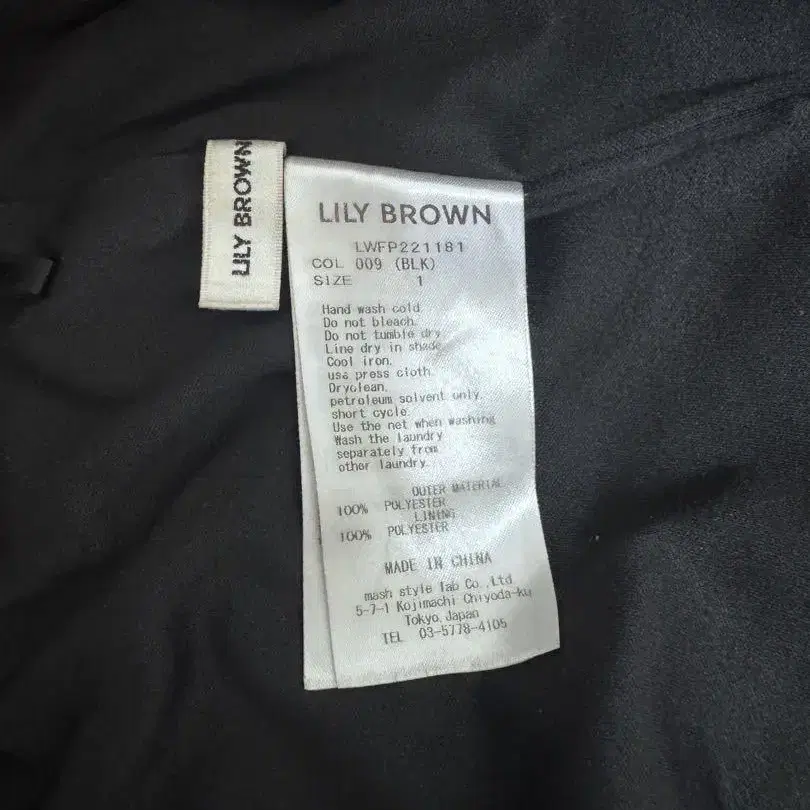 LILY BROWN
LILY BROWN
LWFP221181
COL 009 (BLK)
SIZE 1
Hand wash cold.
Do not bleach.
Do not tumble dry
Line dry in shade.
Cool iron.
use press cloth.
Dryclean.
petroleum solvent only.
short cycle.
Use the net when washing
Wash the laundry
separately from
other laundry.
OUTER MATERIAL
100% POLYESTER
LINING
100% POLYESTER
MADE IN CHINA
mash style lab Co.,Ltd.
5-7-1 Kojimachi Chiyoda-ku
Tokyo,Japan
TEL 03-5778-4105